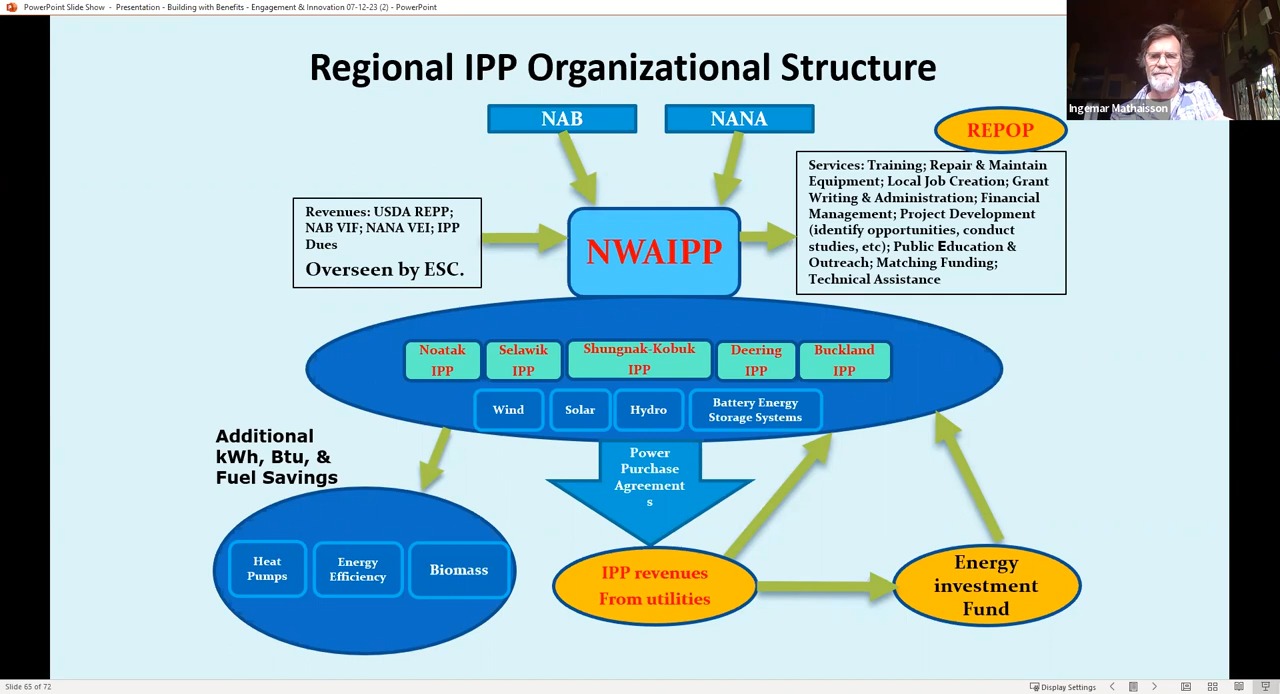 PowerPoint Slide Show - Presentation - Building with Benefits - Engagement & Innovation 07-12-23 (2) - PowerPoint
Regional IPP Organizational Structure
Ingemar Mathaisson
NAB
NANA
REPOP
Revenues: USDA REPP;
NAB VIF; NANA VEI; IPP
Dues
Overseen by ESC.
NWAIPP
Services: Training; Repair & Maintain
Equipment; Local Job Creation; Grant
Writing & Administration; Financial
Management; Project Development
(identify opportunities, conduct
studies, etc); Public Education &
Outreach; Matching Funding;
Technical Assistance
Noatak
IPP
Selawik
IPP
Shungnak-Kobuk
IPP
Deering
IPP
Buckland
IPP
Wind
Solar
Hydro
Battery Energy
Storage Systems
Additional
kWh, Btu, &
Fuel Savings
Power
Purchase
Agreement
s
Heat
Pumps
Energy
Efficiency
Biomass
IPP revenues
From utilities
Energy
investment
Fund
Slide 65 of 72
Display Settings